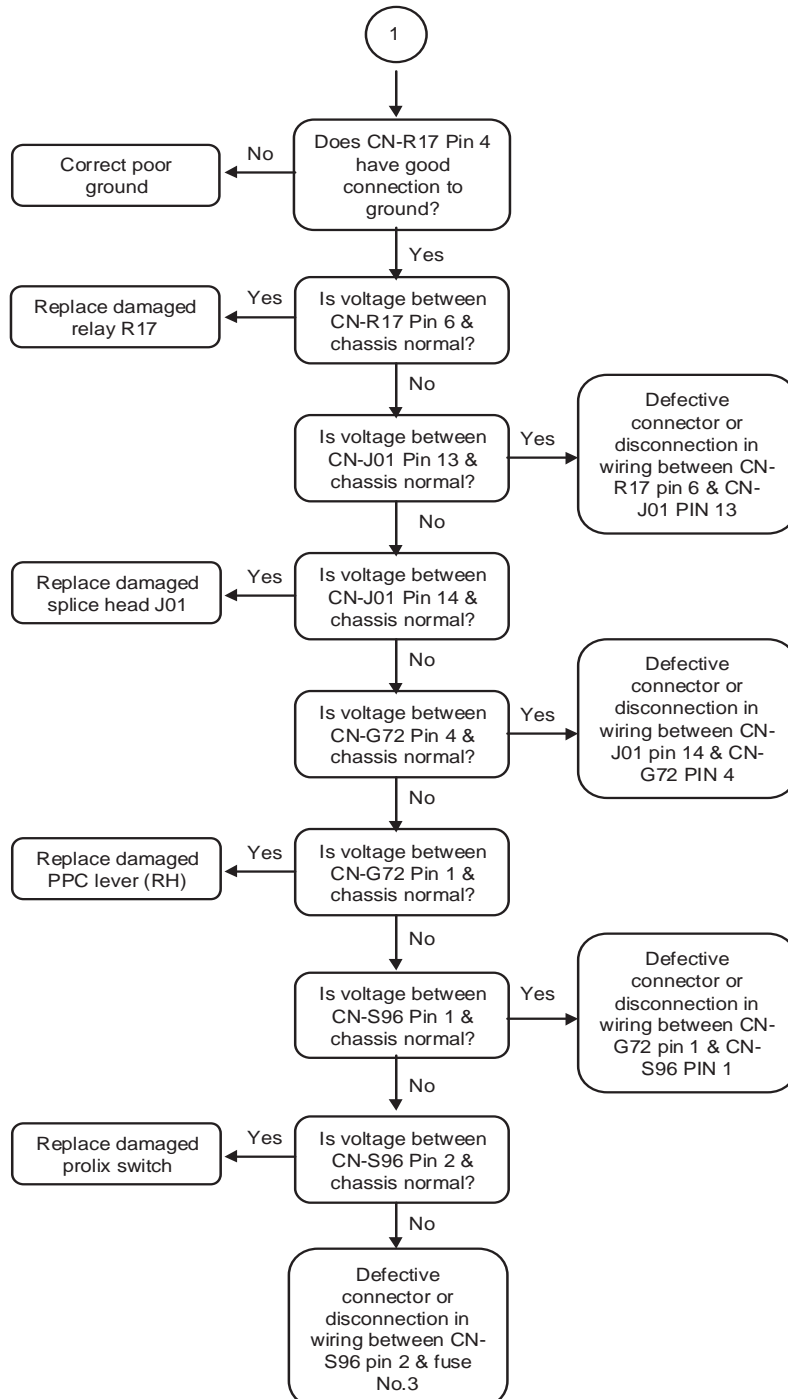 1
Does CN-R17 Pin 4
have good
connection to
ground?
No
Correct poor
ground
Yes
Is voltage between
CN-R17 Pin 6 &
chassis normal?
Yes
Replace damaged
relay R17
No
Is voltage between
CN-J01 Pin 13 &
chassis normal?
Yes
Defective
connector or
disconnection in
wiring between CN-
R17 pin 6 & CN-
J01 PIN 13
No
Is voltage between
CN-J01 Pin 14 &
chassis normal?
Yes
Replace damaged
splice head J01
No
Is voltage between
CN-G72 Pin 4 &
chassis normal?
Yes
Defective
connector or
disconnection in
wiring between CN-
J01 pin 14 & CN-
G72 PIN 4
No
Is voltage between
CN-G72 Pin 1 &
chassis normal?
Yes
Replace damaged
PPC lever (RH)
No
Is voltage between
CN-S96 Pin 1 &
chassis normal?
Yes
Defective
connector or
disconnection in
wiring between CN-
G72 pin 1 & CN-
S96 PIN 1
No
Is voltage between
CN-S96 Pin 2 &
chassis normal?
Yes
Replace damaged
prolix switch
No
Defective
connector or
disconnection in
wiring between CN-
S96 pin 2 & fuse
No.3